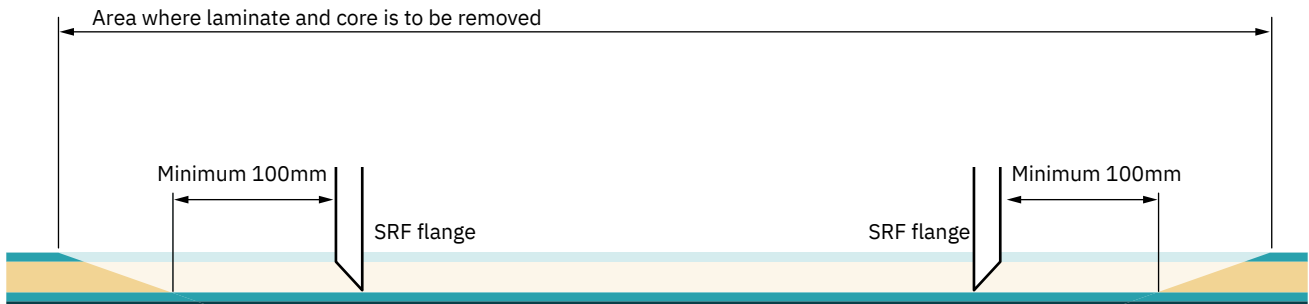 Area where laminate and core is to be removed
Minimum 100mm
Minimum 100mm
SRF flange
SRF flange